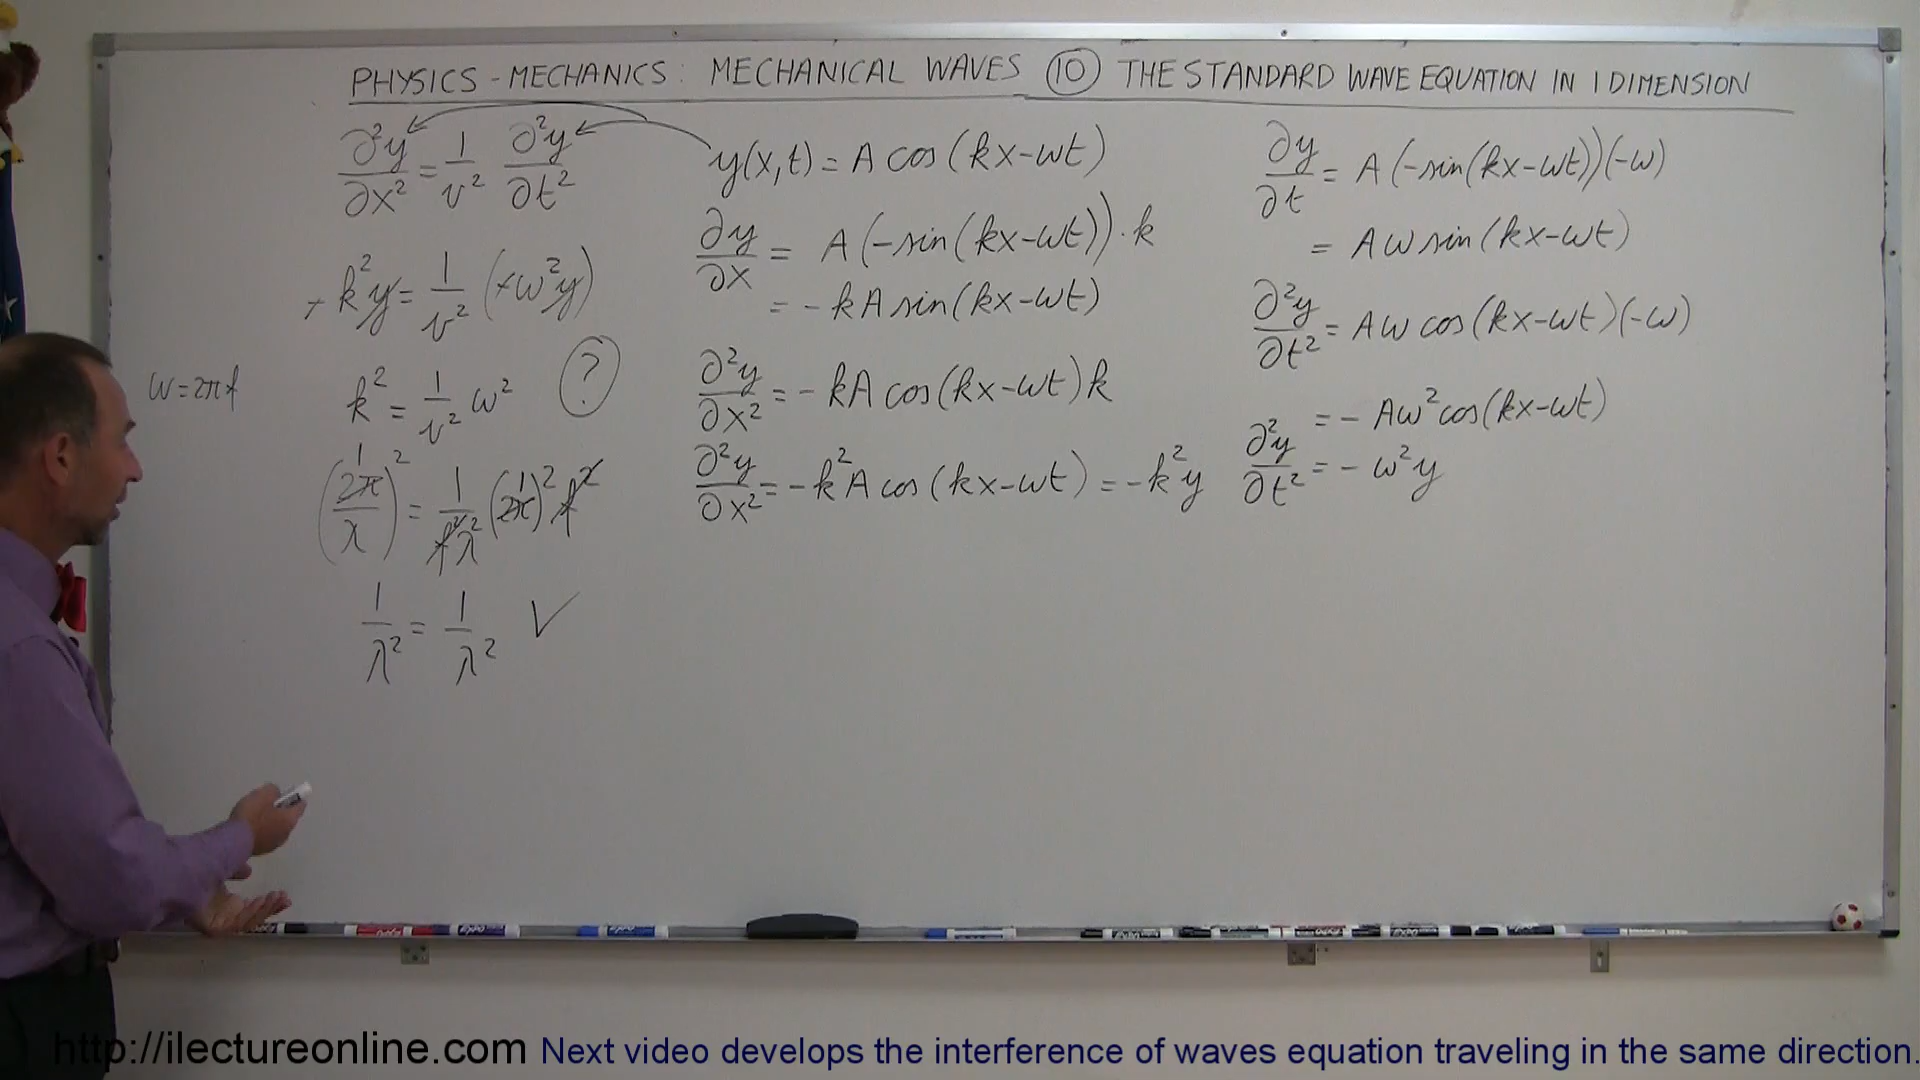 PHYSICS - MECHANICS: MECHANICAL WAVES (10) THE STANDARD WAVE EQUATION IN 1 DIMENSION
∂²y/∂x² = 1/v² ∂²y/∂t²
-k²y = 1/v² (-ω²y)
k² = 1/v² ω² (?)
ω=2πf
(2π/λ)² = 1/f²λ² (2π)² f²
1 1
1/λ² = 1/λ² √
y(x,t) = A cos(kx-ωt)
∂y/∂x = A(-sin(kx-ωt))·k
= -kA sin(kx-ωt)
∂²y/∂x² = -kA cos(kx-ωt)k
∂²y/∂x² = -k²A cos(kx-ωt) = -k²y
∂y/∂t = A(-sin(kx-ωt))(-ω)
= Aω sin(kx-ωt)
∂²y/∂t² = Aω cos(kx-ωt)(-ω)
= -Aω² cos(kx-ωt)
∂²y/∂t² = -ω²y
http://ilectureonline.com Next video develops the interference of waves equation traveling in the same direction.